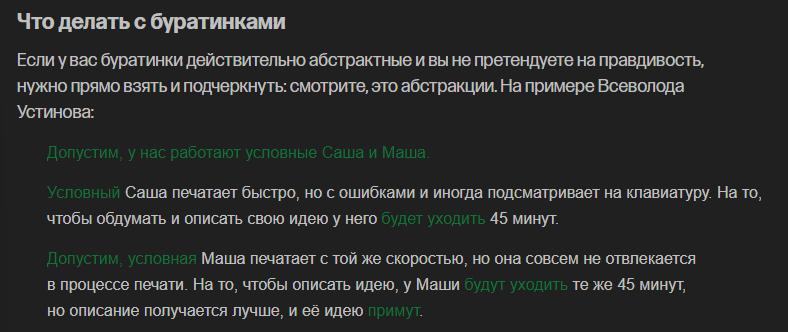 Что делать с буратинками
Если у вас буратинки действительно абстрактные и вы не претендуете на правдивость,
нужно прямо взять и подчеркнуть: смотрите, это абстракции. На примере Всеволода
Устинова:
Допустим, у нас работают условные Саша и Маша.
Условный Саша печатает быстро, но с ошибками и иногда подсматривает на клавиатуру. На то,
чтобы обдумать и описать свою идею у него будет уходить 45 минут.
Допустим, условная Маша печатает с той же скоростью, но она совсем не отвлекается
в процессе печати. На то, чтобы описать идею, у Маши будут уходить те же 45 минут,
но описание получается лучше, и её идею примут.